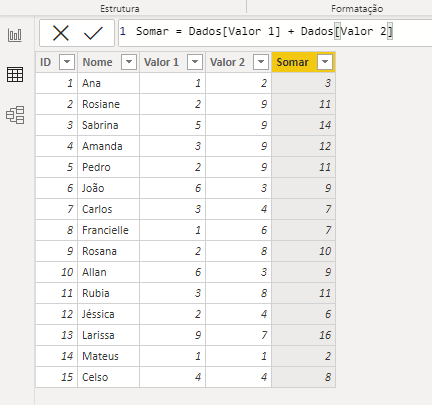 Estrutura Formatação
1 Somar = Dados[Valor 1] + Dados[Valor 2]
ID Nome Valor 1 Valor 2 Somar
1 Ana 1 2 3
2 Rosiane 2 9 11
3 Sabrina 5 9 14
4 Amanda 3 9 12
5 Pedro 2 9 11
6 João 6 3 9
7 Carlos 3 4 7
8 Francielle 1 6 7
9 Rosana 2 8 10
10 Allan 6 3 9
11 Rubia 3 8 11
12 Jéssica 2 4 6
13 Larissa 9 7 16
14 Mateus 1 1 2
15 Celso 4 4 8